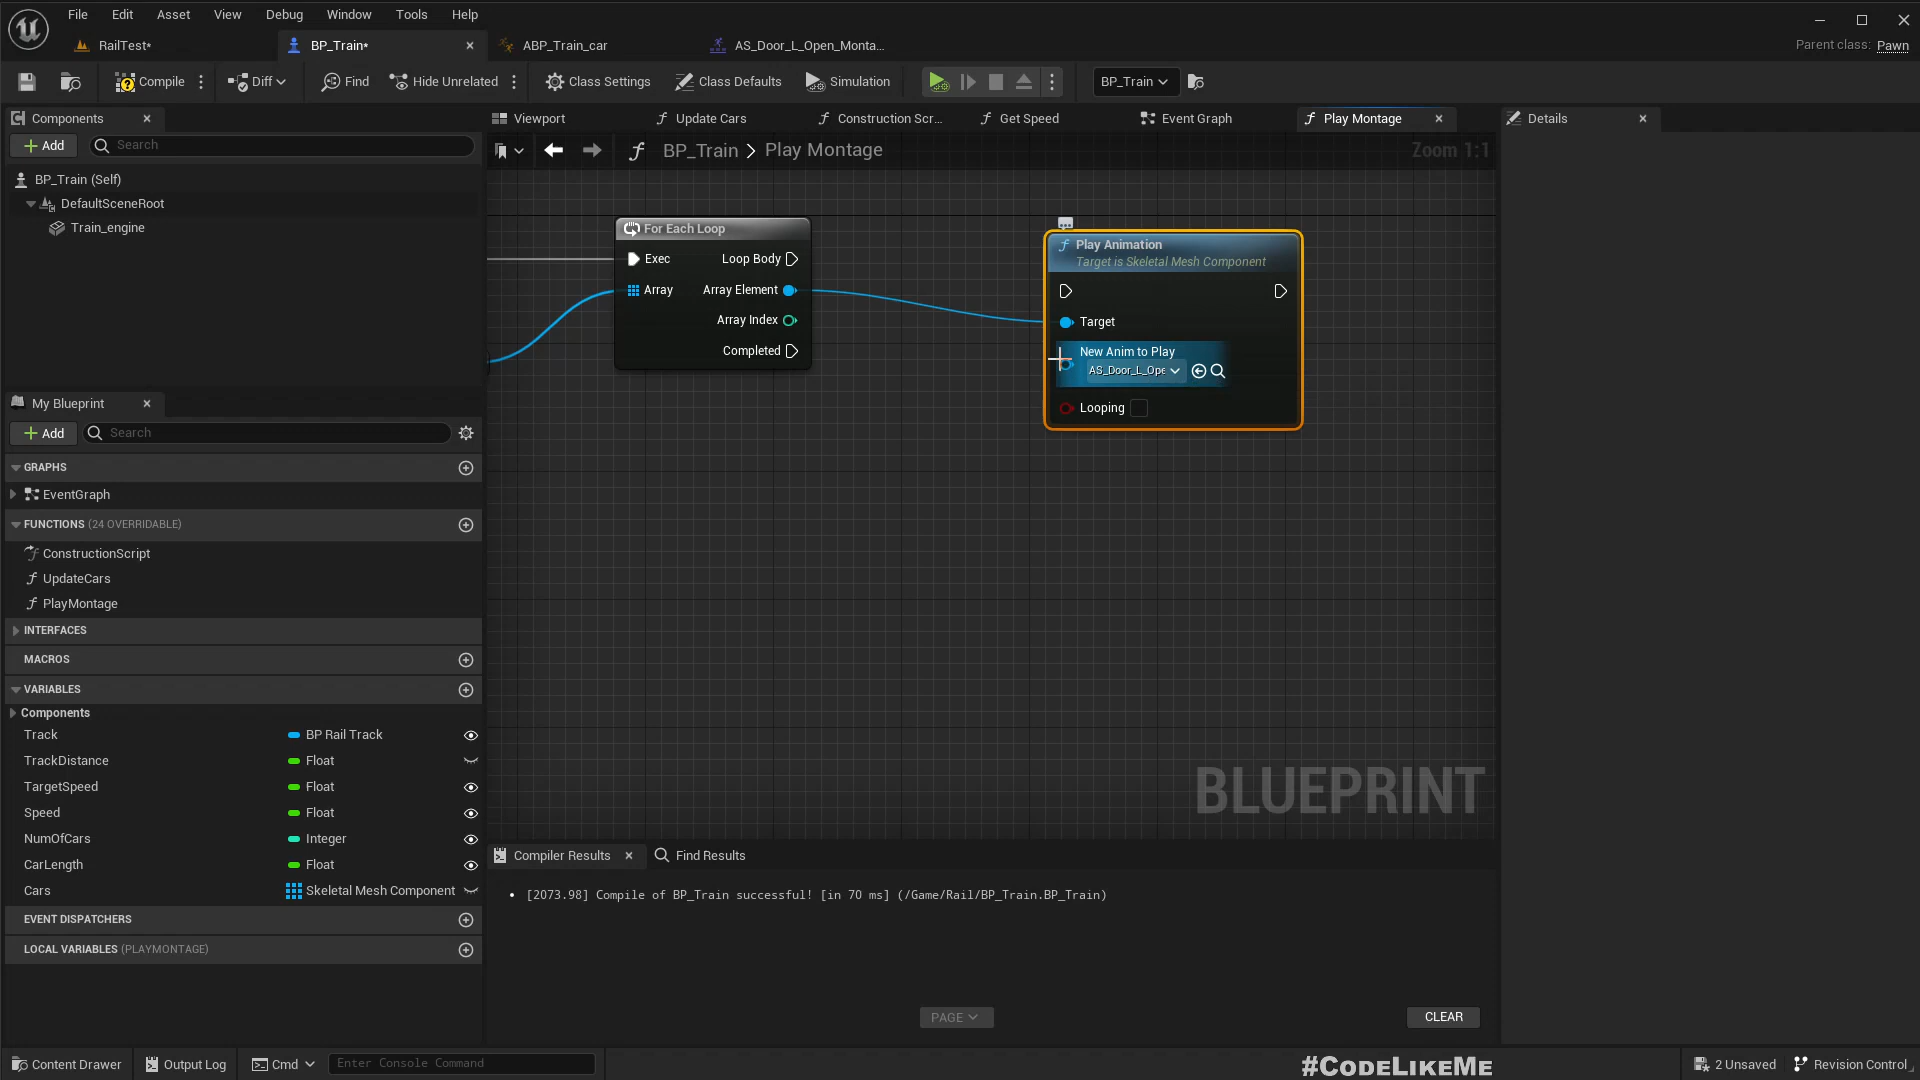 File Edit Asset View Debug Window Tools Help
RailTest* BP_Train* ABP_Train_car AS_Door_L_Open_Monta...
Parent class: Pawn
Compile Diff Find Hide Unrelated Class Settings Class Defaults Simulation BP_Train
Components
Add Search
BP_Train (Self)
DefaultSceneRoot
Train_engine
Viewport Update Cars Construction Scr... Get Speed Event Graph Play Montage
BP_Train > Play Montage
Zoom 1:1
For Each Loop
Exec Loop Body
Array Array Element
Array Index
Completed
Play Animation
Target is Skeletal Mesh Component
Target
New Anim to Play
AS_Door_L_Ope
Looping
BLUEPRINT
Details
My Blueprint
Add Search
GRAPHS
EventGraph
FUNCTIONS (24 OVERRIDABLE)
ConstructionScript
UpdateCars
PlayMontage
INTERFACES
MACROS
VARIABLES
Components
Track BP Rail Track
TrackDistance Float
TargetSpeed Float
Speed Float
NumOfCars Integer
CarLength Float
Cars Skeletal Mesh Component
EVENT DISPATCHERS
LOCAL VARIABLES (PLAYMONTAGE)
Compiler Results Find Results
[2073.98] Compile of BP_Train successful! [in 70 ms] (/Game/Rail/BP_Train.BP_Train)
PAGE CLEAR
Content Drawer Output Log Cmd Enter Console Command
#CODELIKEME
2 Unsaved Revision Control